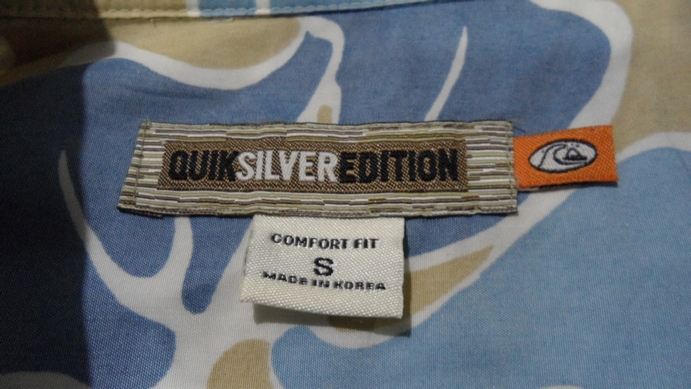 QUIKSILVEREDITION
COMFORT FIT
S
MADE IN KOREA